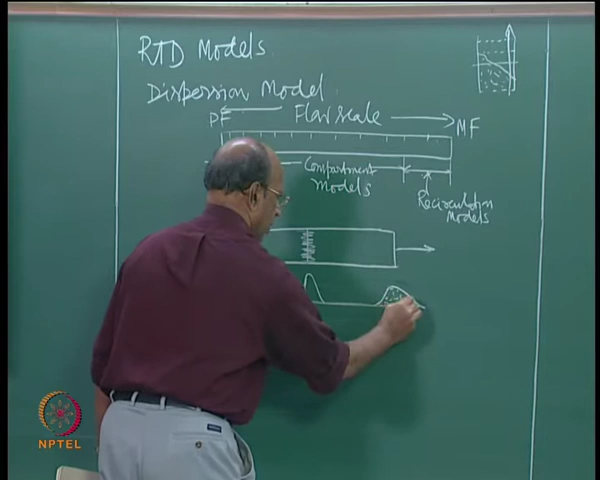 RTD Models
Dispersion Model
PF Flow scale MF
Compartment
Models
Recirculation
Models
NPTEL